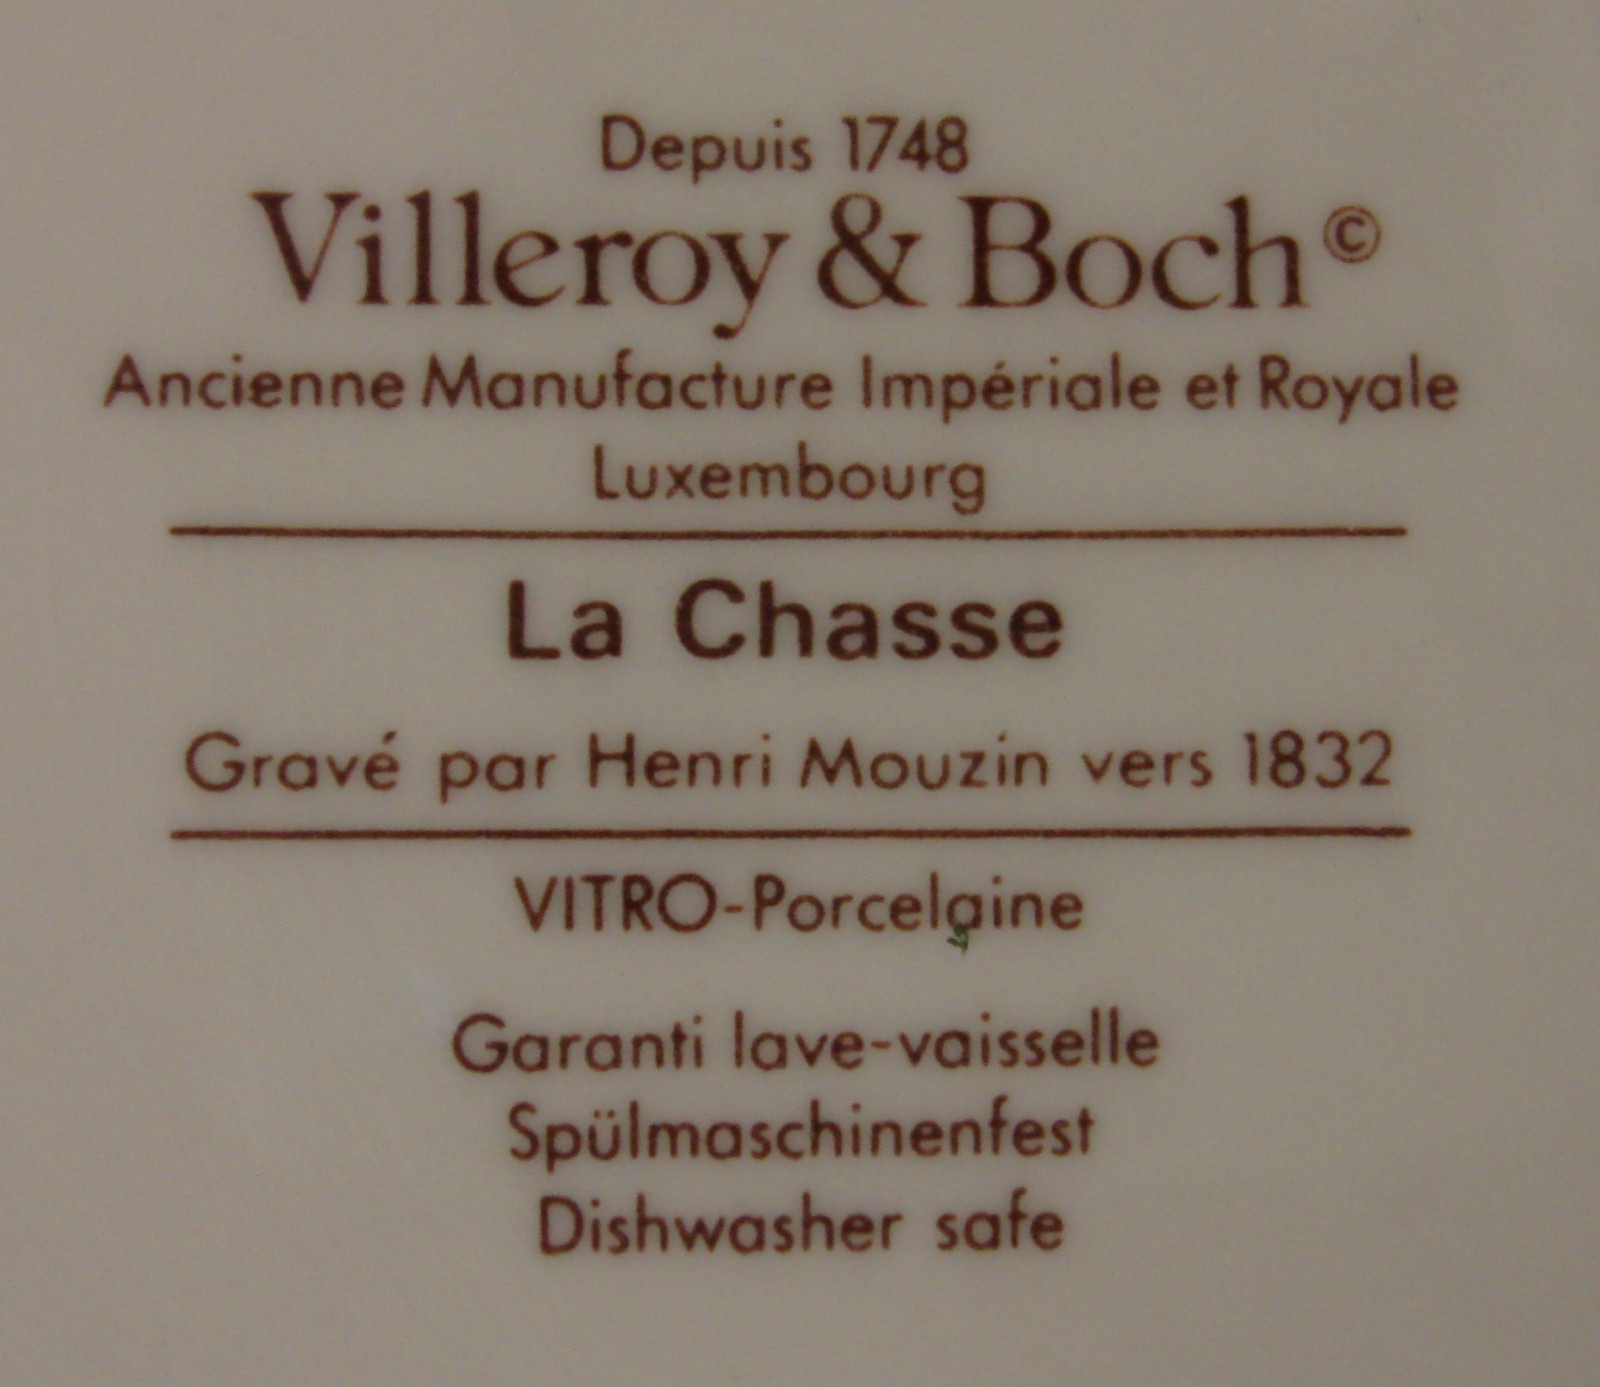 Depuis 1748
Villeroy & Boch©
Ancienne Manufacture Impériale et Royale
Luxembourg
La Chasse
Gravé par Henri Mouzin vers 1832
VITRO-Porcelaine
Garanti lave-vaisselle
Spülmaschinenfest
Dishwasher safe